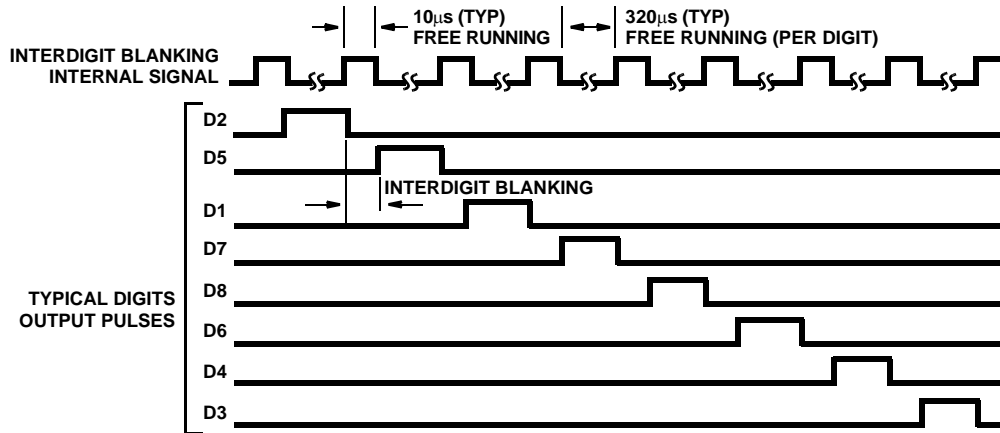 10μs (TYP)
FREE RUNNING
320μs (TYP)
FREE RUNNING (PER DIGIT)
INTERDIGIT BLANKING
INTERNAL SIGNAL
D2
D5
INTERDIGIT BLANKING
D1
D7
D8
TYPICAL DIGITS
OUTPUT PULSES
D6
D4
D3